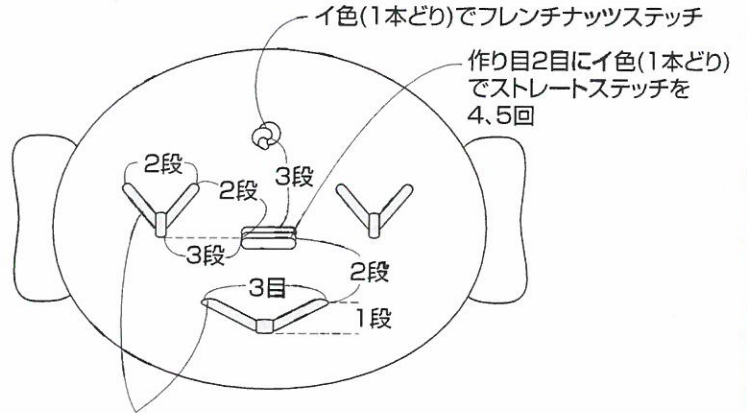 イ色(1本どり)でフレンチナッツステッチ
作り目2目にイ色(1本どり)
でストレートステッチを
4、5回
2段
2段
3段
3段
3目
2段
1段